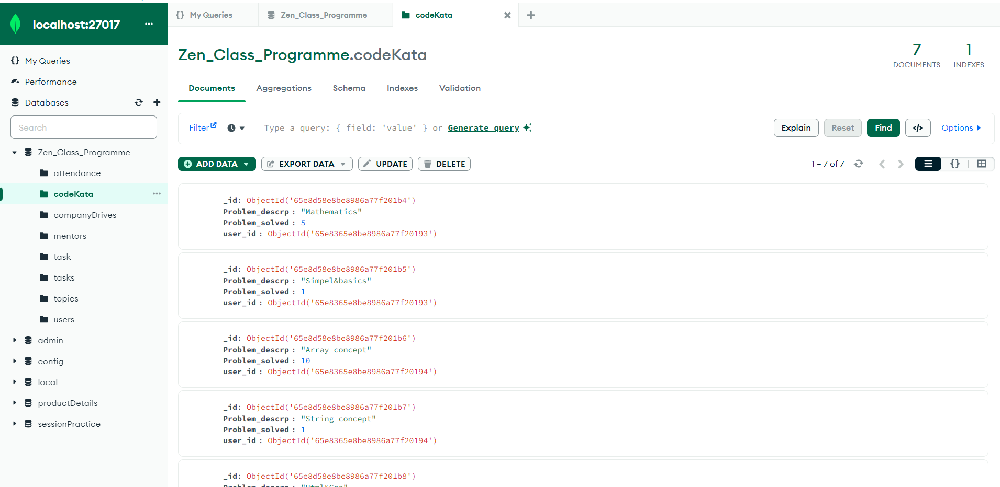 localhost:27017
My Queries
Performance
Databases
Search
Zen_Class_Programme
attendance
codeKata
companyDrives
mentors
task
tasks
topics
users
admin
config
local
productDetails
sessionPractice
{} My Queries
Zen_Class_Programme
codeKata
Zen_Class_Programme.codeKata
7
DOCUMENTS
1
INDEXES
Documents Aggregations Schema Indexes Validation
Filter Type a query: { field: 'value' } or Generate query Explain Reset Find </> Options
ADD DATA EXPORT DATA UPDATE DELETE 1 – 7 of 7 {}
_id: ObjectId('65e8d58e8be8986a77f201b4')
Problem_descrp : "Mathematics"
Problem_solved : 5
user_id : ObjectId('65e8365e8be8986a77f20193')
_id: ObjectId('65e8d58e8be8986a77f201b5')
Problem_descrp : "Simpel&basics"
Problem_solved : 1
user_id : ObjectId('65e8365e8be8986a77f20193')
_id: ObjectId('65e8d58e8be8986a77f201b6')
Problem_descrp : "Array_concept"
Problem_solved : 10
user_id : ObjectId('65e8365e8be8986a77f20194')
_id: ObjectId('65e8d58e8be8986a77f201b7')
Problem_descrp : "String_concept"
Problem_solved : 1
user_id : ObjectId('65e8365e8be8986a77f20194')
_id: ObjectId('65e8d58e8be8986a77f201b8')
Problem_descrp :